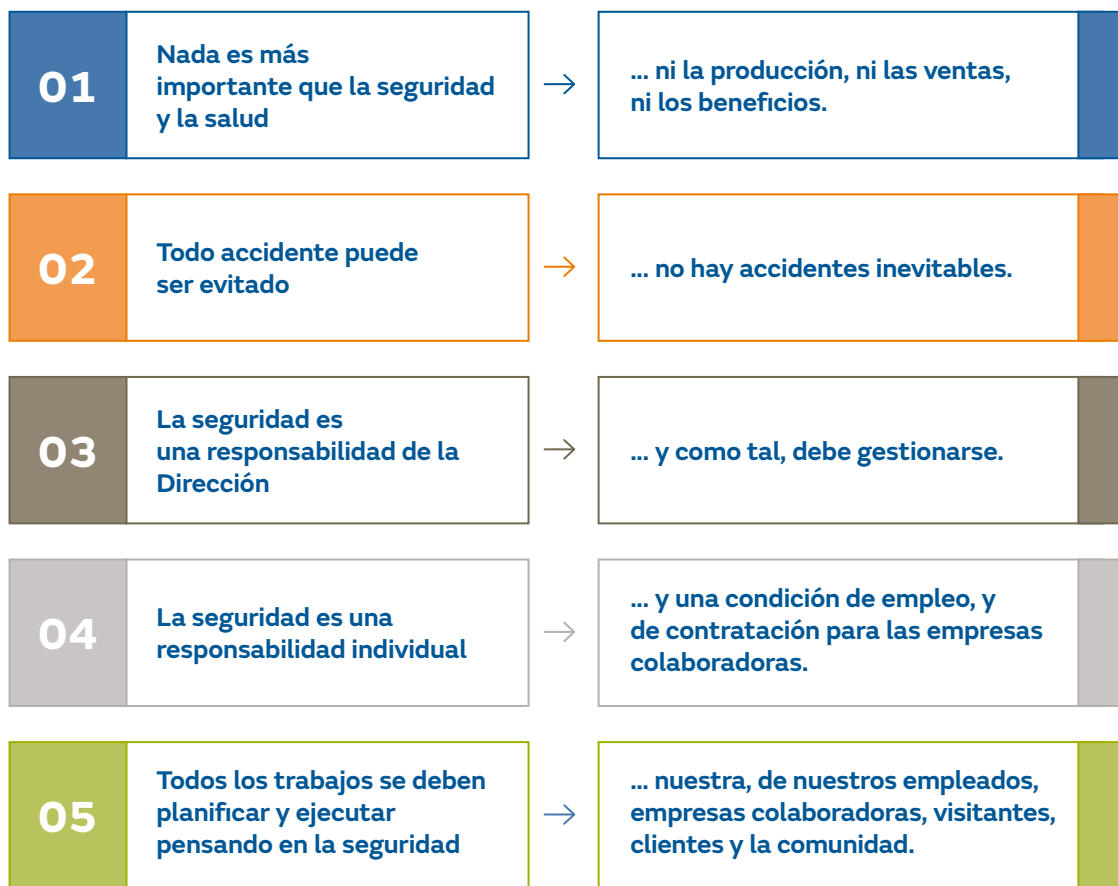 01
Nada es más
importante que la seguridad
y la salud
... ni la producción, ni las ventas,
ni los beneficios.
02
Todo accidente puede
ser evitado
... no hay accidentes inevitables.
03
La seguridad es
una responsabilidad de la
Dirección
... y como tal, debe gestionarse.
04
La seguridad es una
responsabilidad individual
... y una condición de empleo, y
de contratación para las empresas
colaboradoras.
05
Todos los trabajos se deben
planificar y ejecutar
pensando en la seguridad
... nuestra, de nuestros empleados,
empresas colaboradoras, visitantes,
clientes y la comunidad.